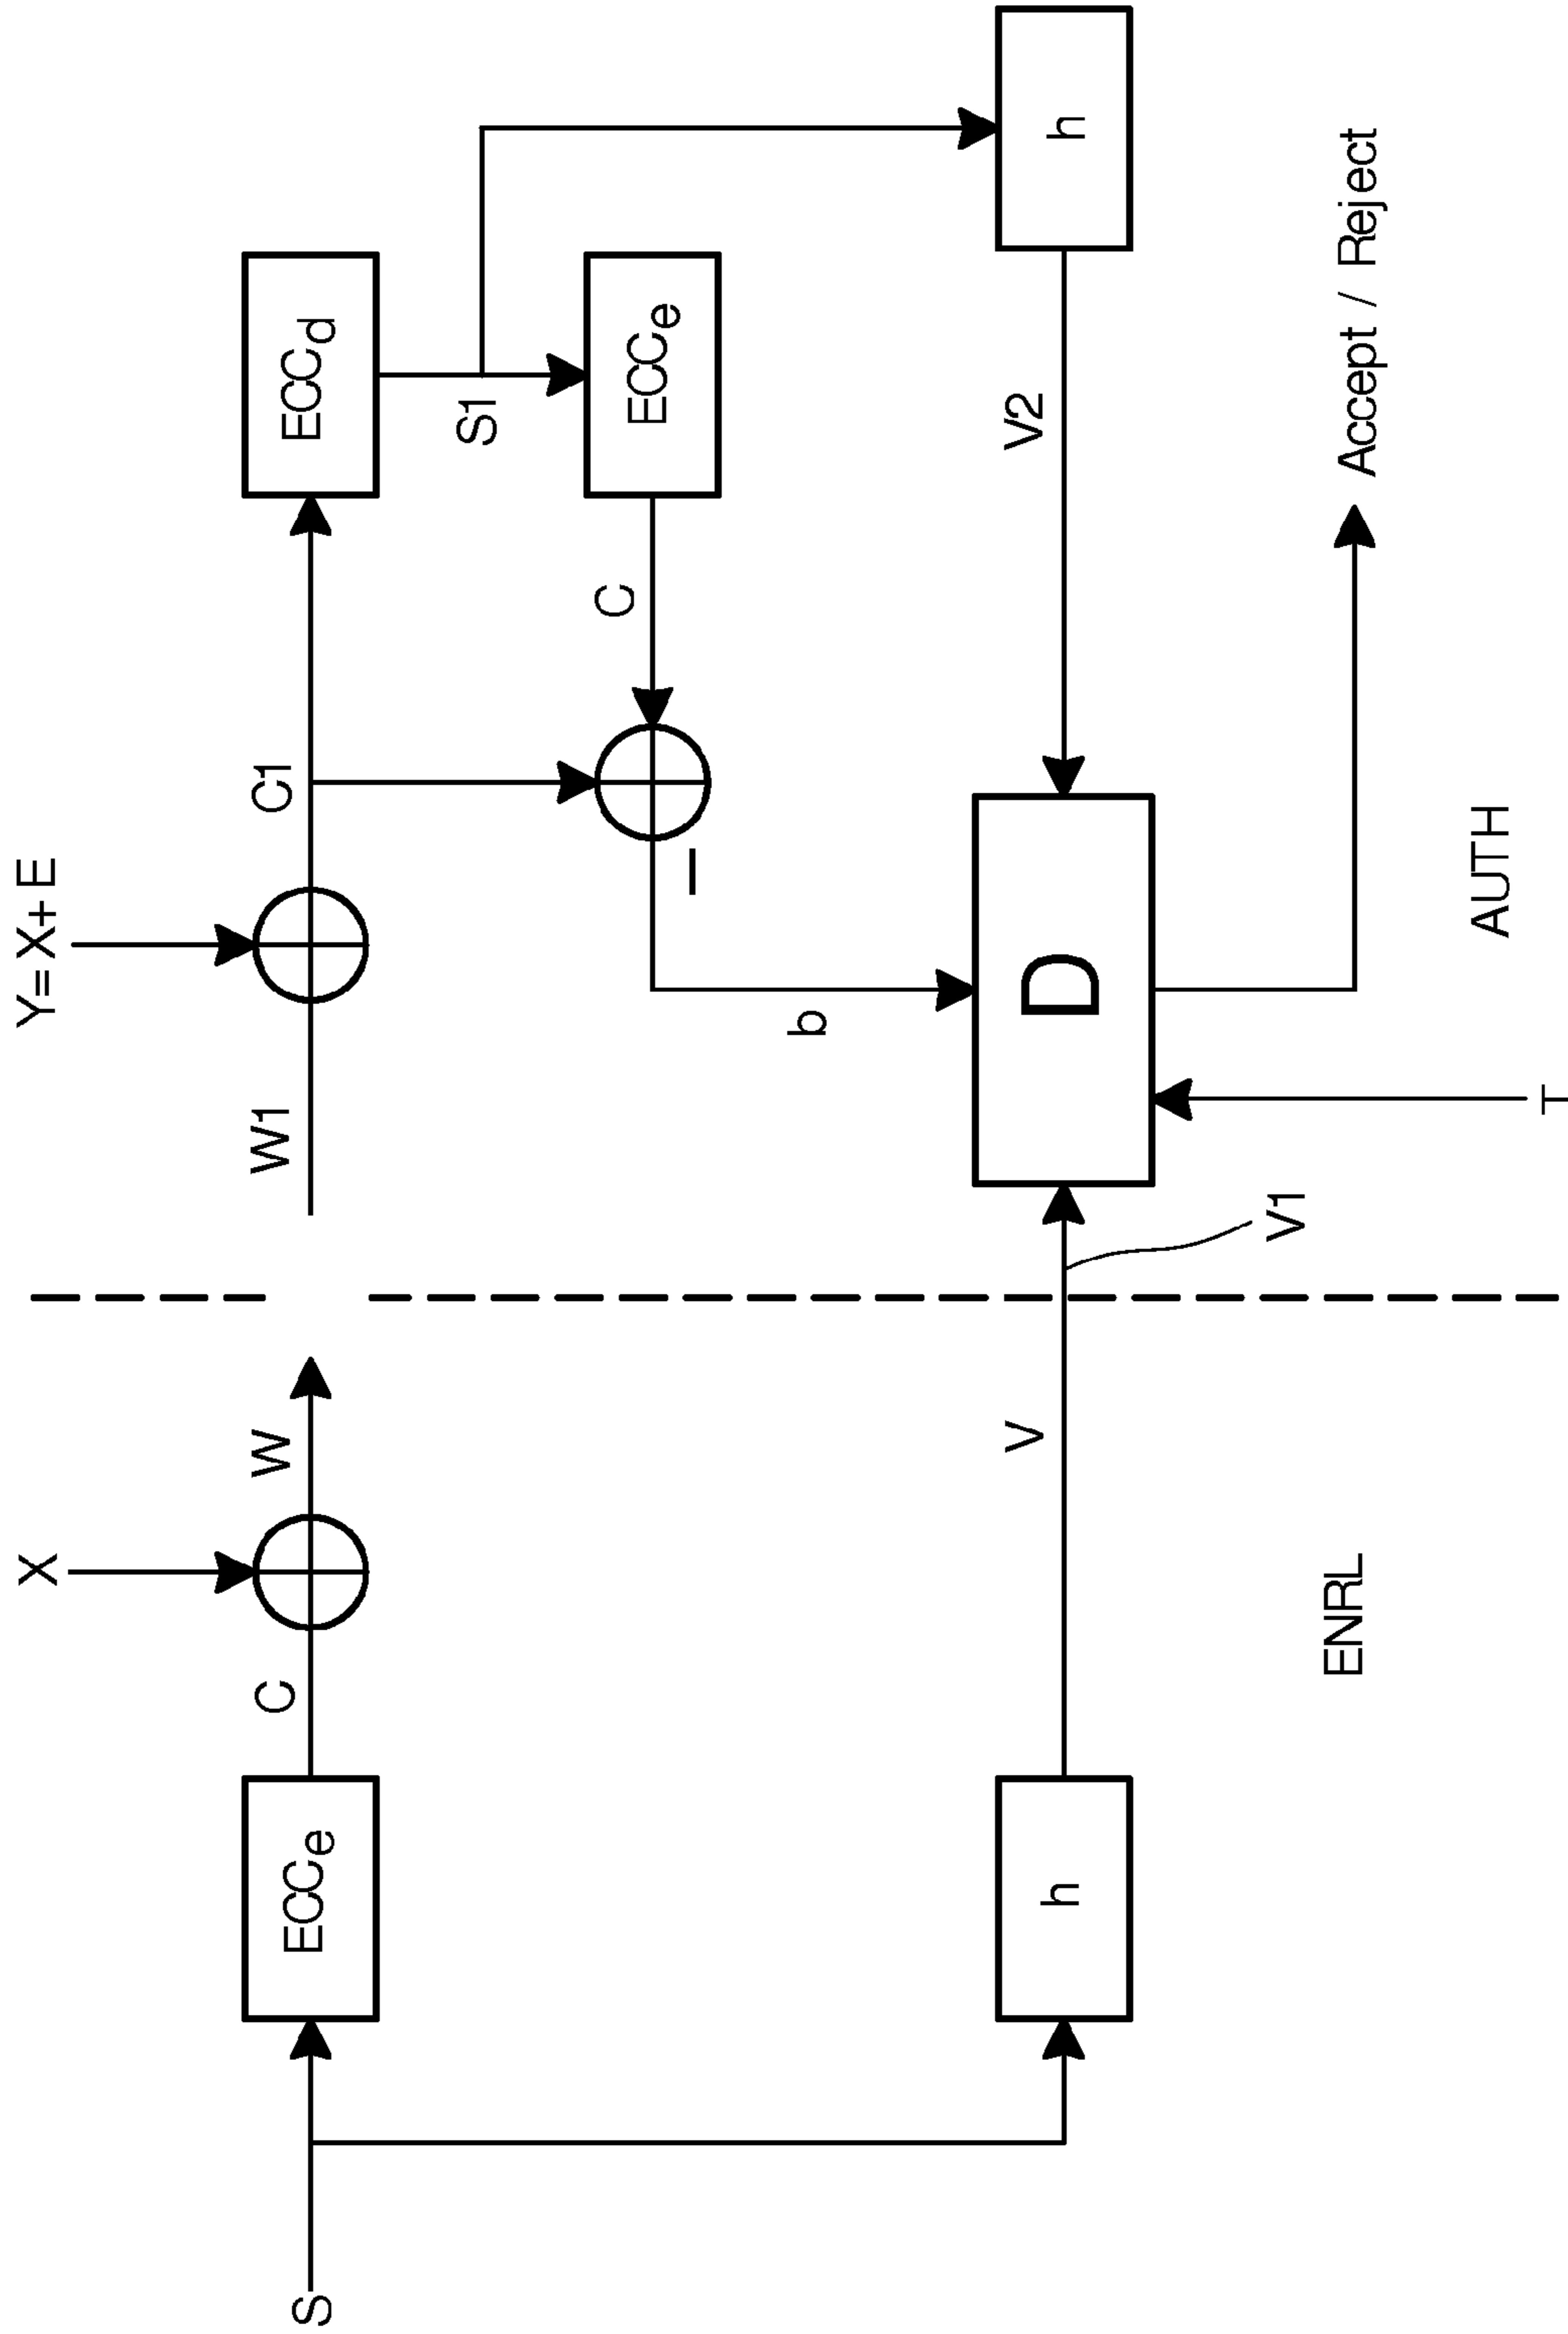 S
ECCe
C
X
W
h
V
ENRL
W1
Y=X+E
C1
ECCd
S1
ECCe
C
b
—
h
V2
D
V1
T
Accept / Reject
AUTH